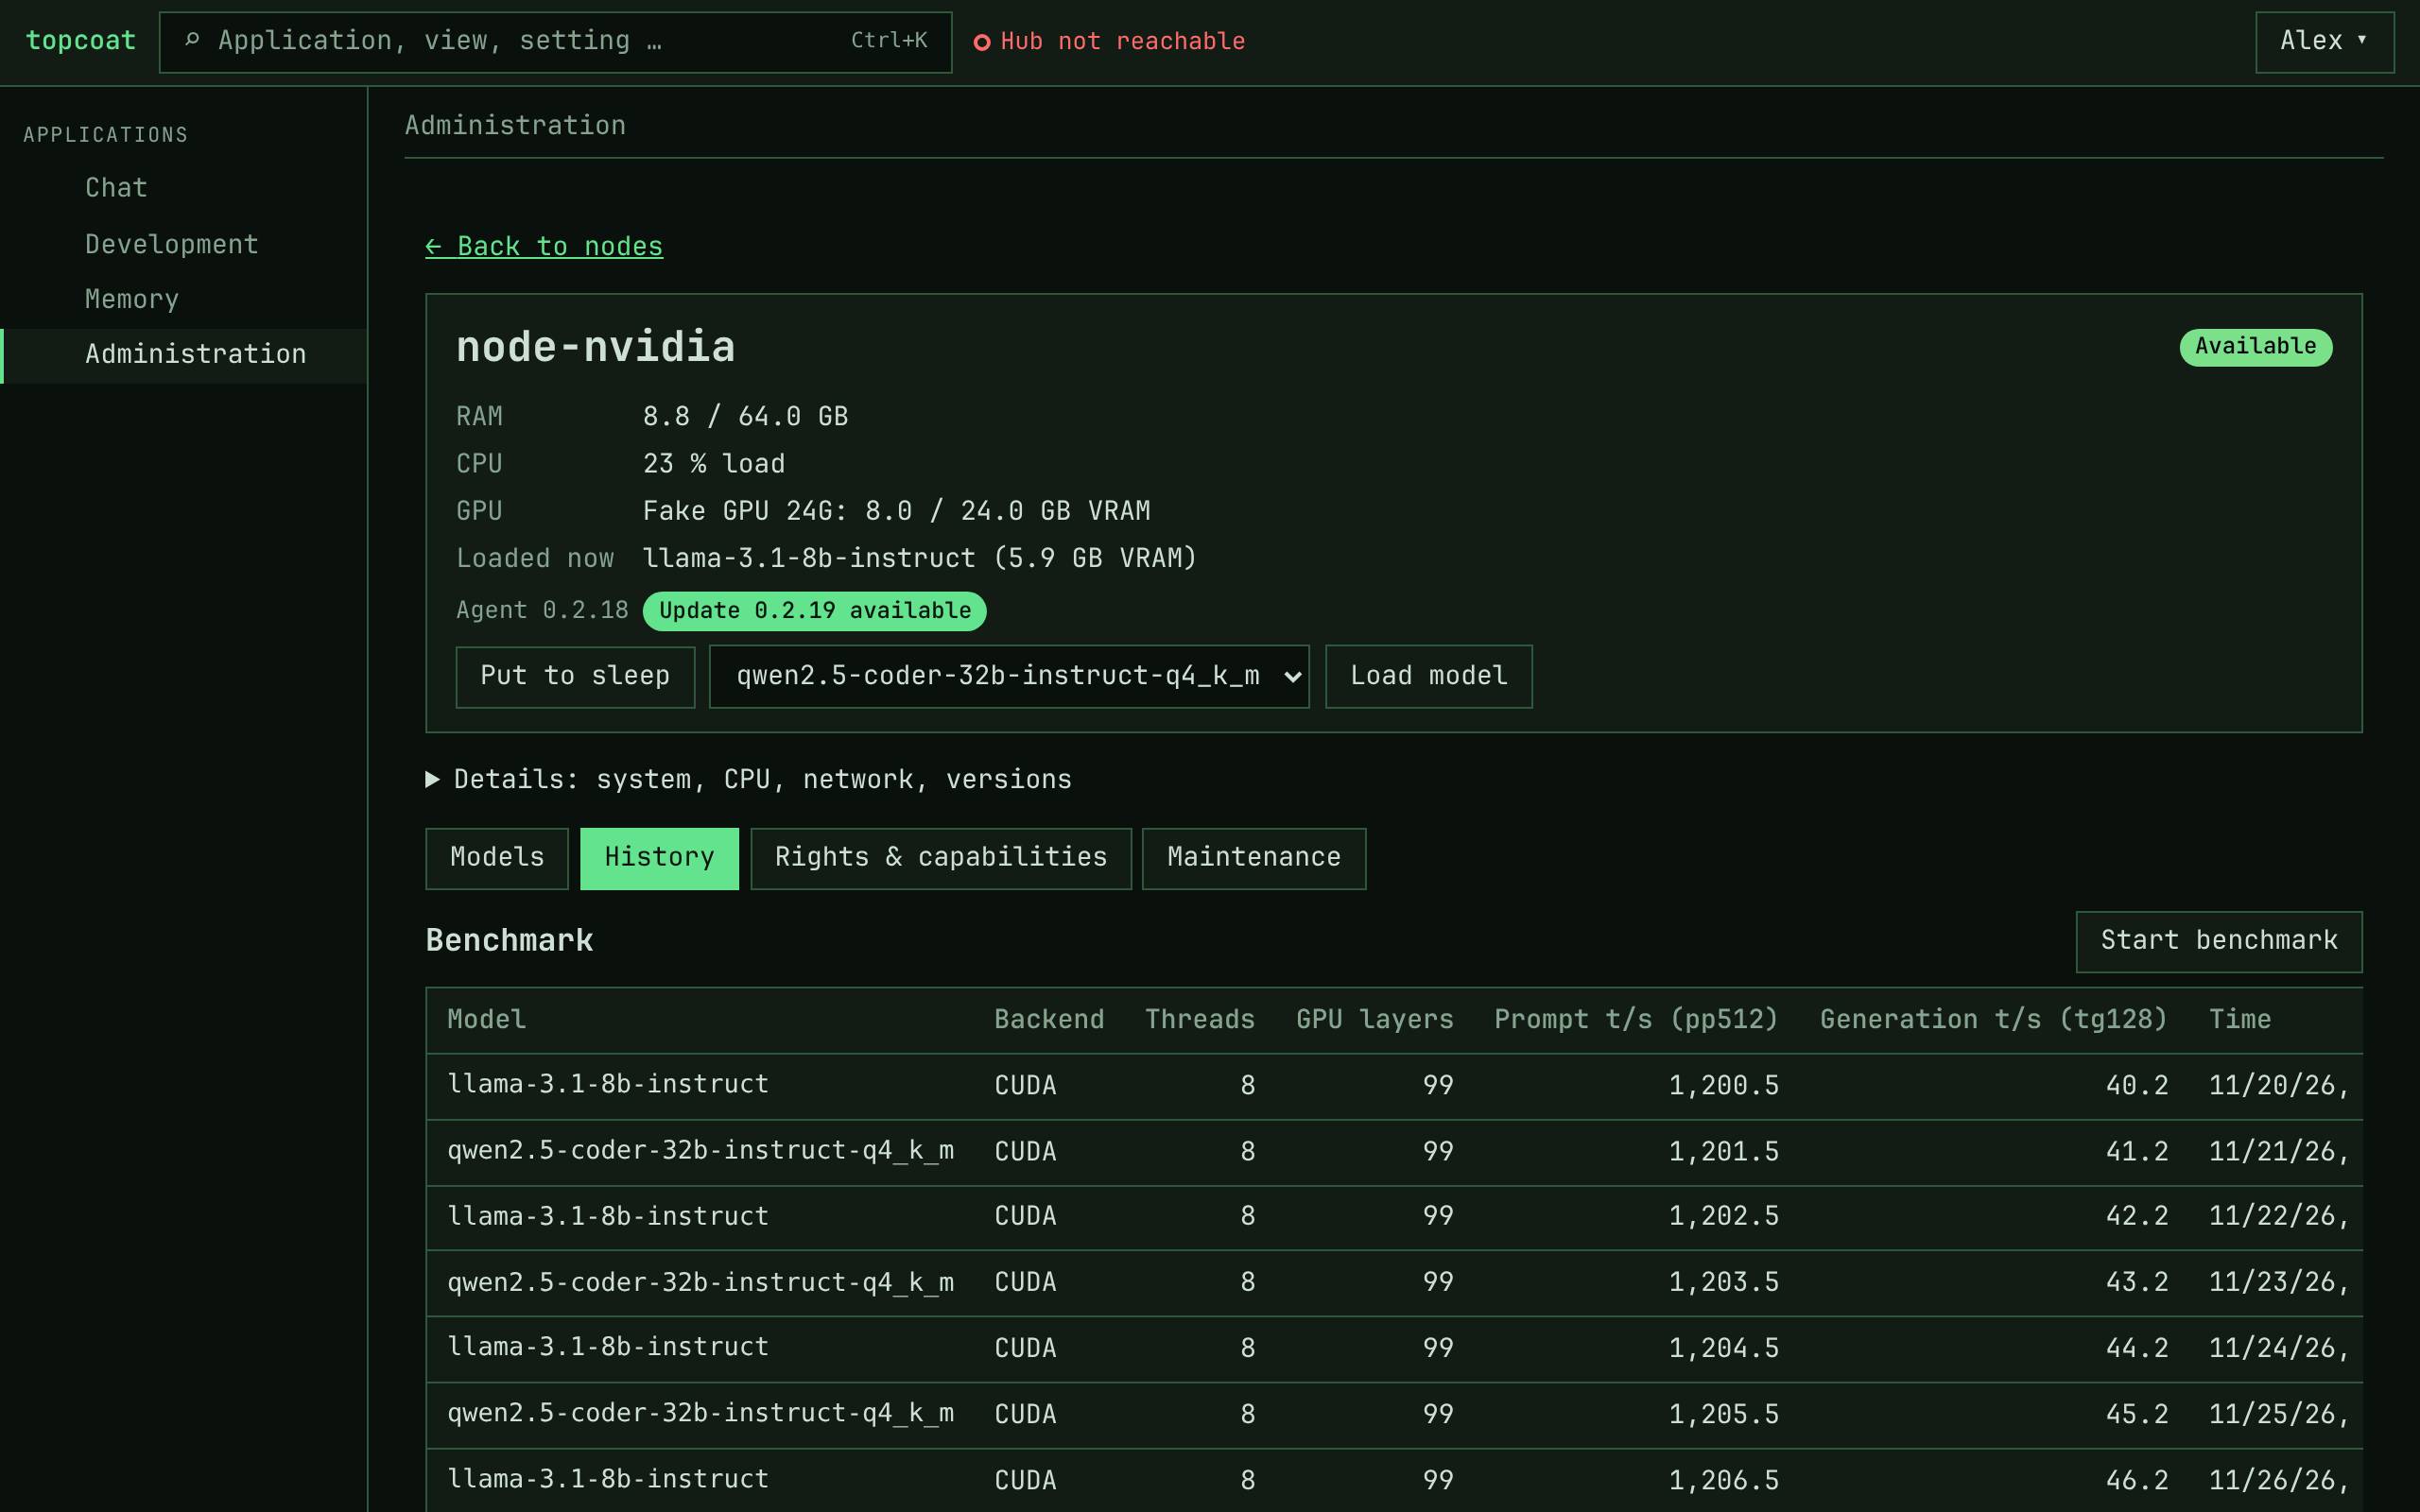 topcoat
Application, view, setting … Ctrl+K
Hub not reachable
Alex ▾
APPLICATIONS
Chat
Development
Memory
Administration
Administration
← Back to nodes
node-nvidia Available
RAM 8.8 / 64.0 GB
CPU 23 % load
GPU Fake GPU 24G: 8.0 / 24.0 GB VRAM
Loaded now llama-3.1-8b-instruct (5.9 GB VRAM)
Agent 0.2.18 Update 0.2.19 available
Put to sleep qwen2.5-coder-32b-instruct-q4_k_m Load model
▶ Details: system, CPU, network, versions
Models History Rights & capabilities Maintenance
Benchmark Start benchmark
Model Backend Threads GPU layers Prompt t/s (pp512) Generation t/s (tg128) Time
llama-3.1-8b-instruct CUDA 8 99 1,200.5 40.2 11/20/26,
qwen2.5-coder-32b-instruct-q4_k_m CUDA 8 99 1,201.5 41.2 11/21/26,
llama-3.1-8b-instruct CUDA 8 99 1,202.5 42.2 11/22/26,
qwen2.5-coder-32b-instruct-q4_k_m CUDA 8 99 1,203.5 43.2 11/23/26,
llama-3.1-8b-instruct CUDA 8 99 1,204.5 44.2 11/24/26,
qwen2.5-coder-32b-instruct-q4_k_m CUDA 8 99 1,205.5 45.2 11/25/26,
llama-3.1-8b-instruct CUDA 8 99 1,206.5 46.2 11/26/26,